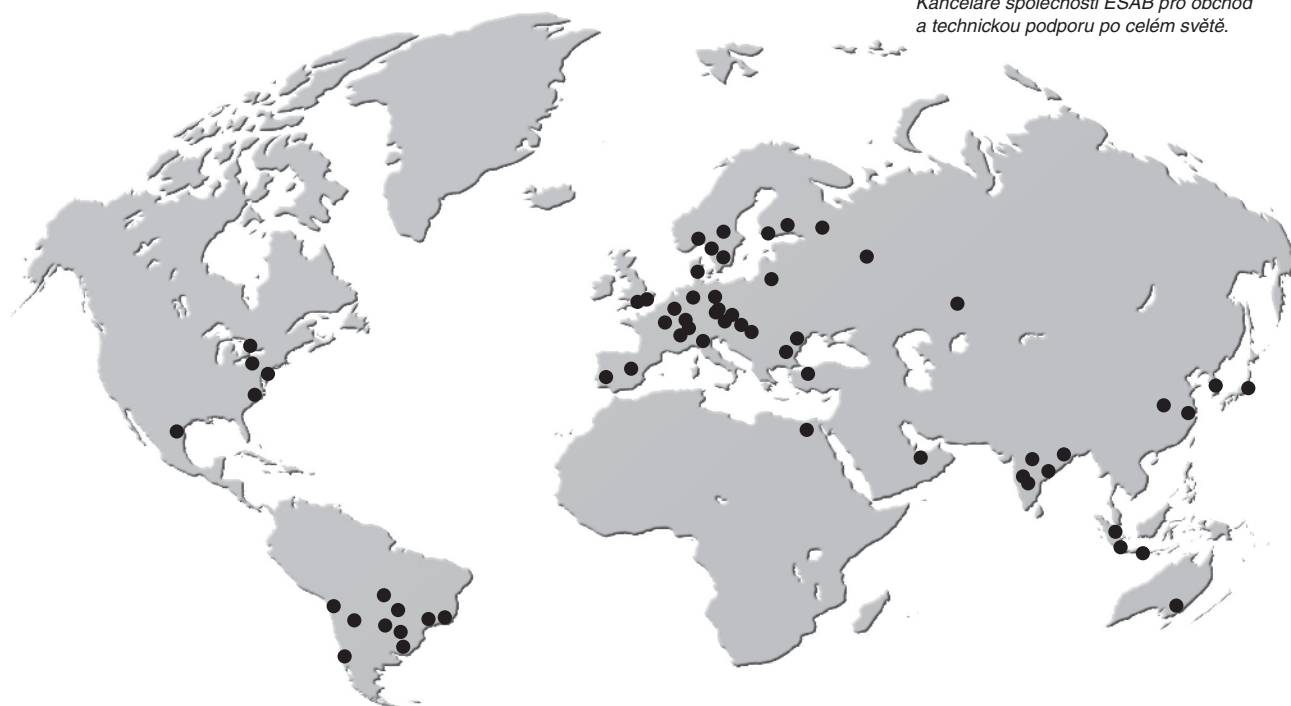 Kanceláře společnosti ESAB pro obchod
a technickou podporu po celém světě.